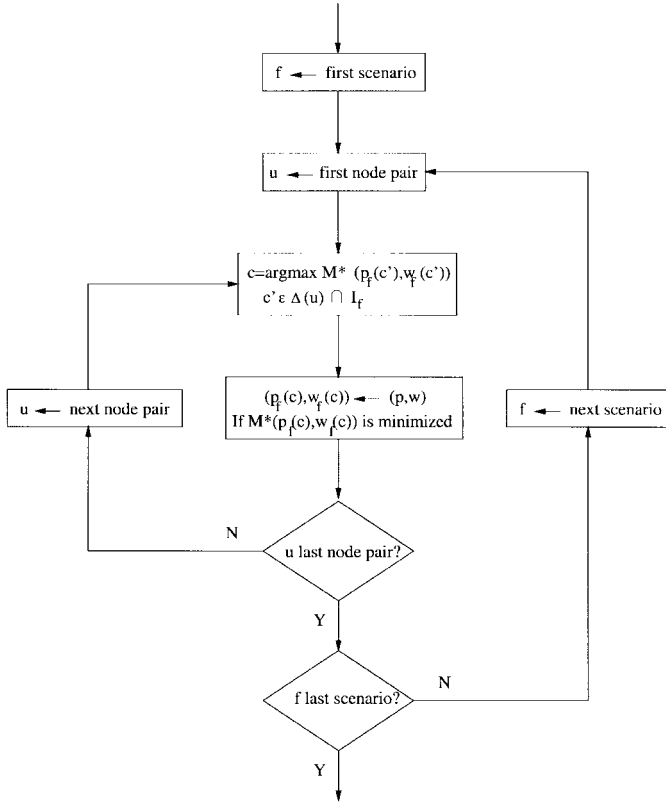 f ← first scenario
u ← first node pair
c=argmax M* (p_f(c'),w_f(c'))
c' ε Δ(u) ∩ I_f
(p_f(c),w_f(c)) ← (p,w)
If M*(p_f(c),w_f(c)) is minimized
u ← next node pair
f ← next scenario
N
u last node pair?
Y
f last scenario?
N
Y